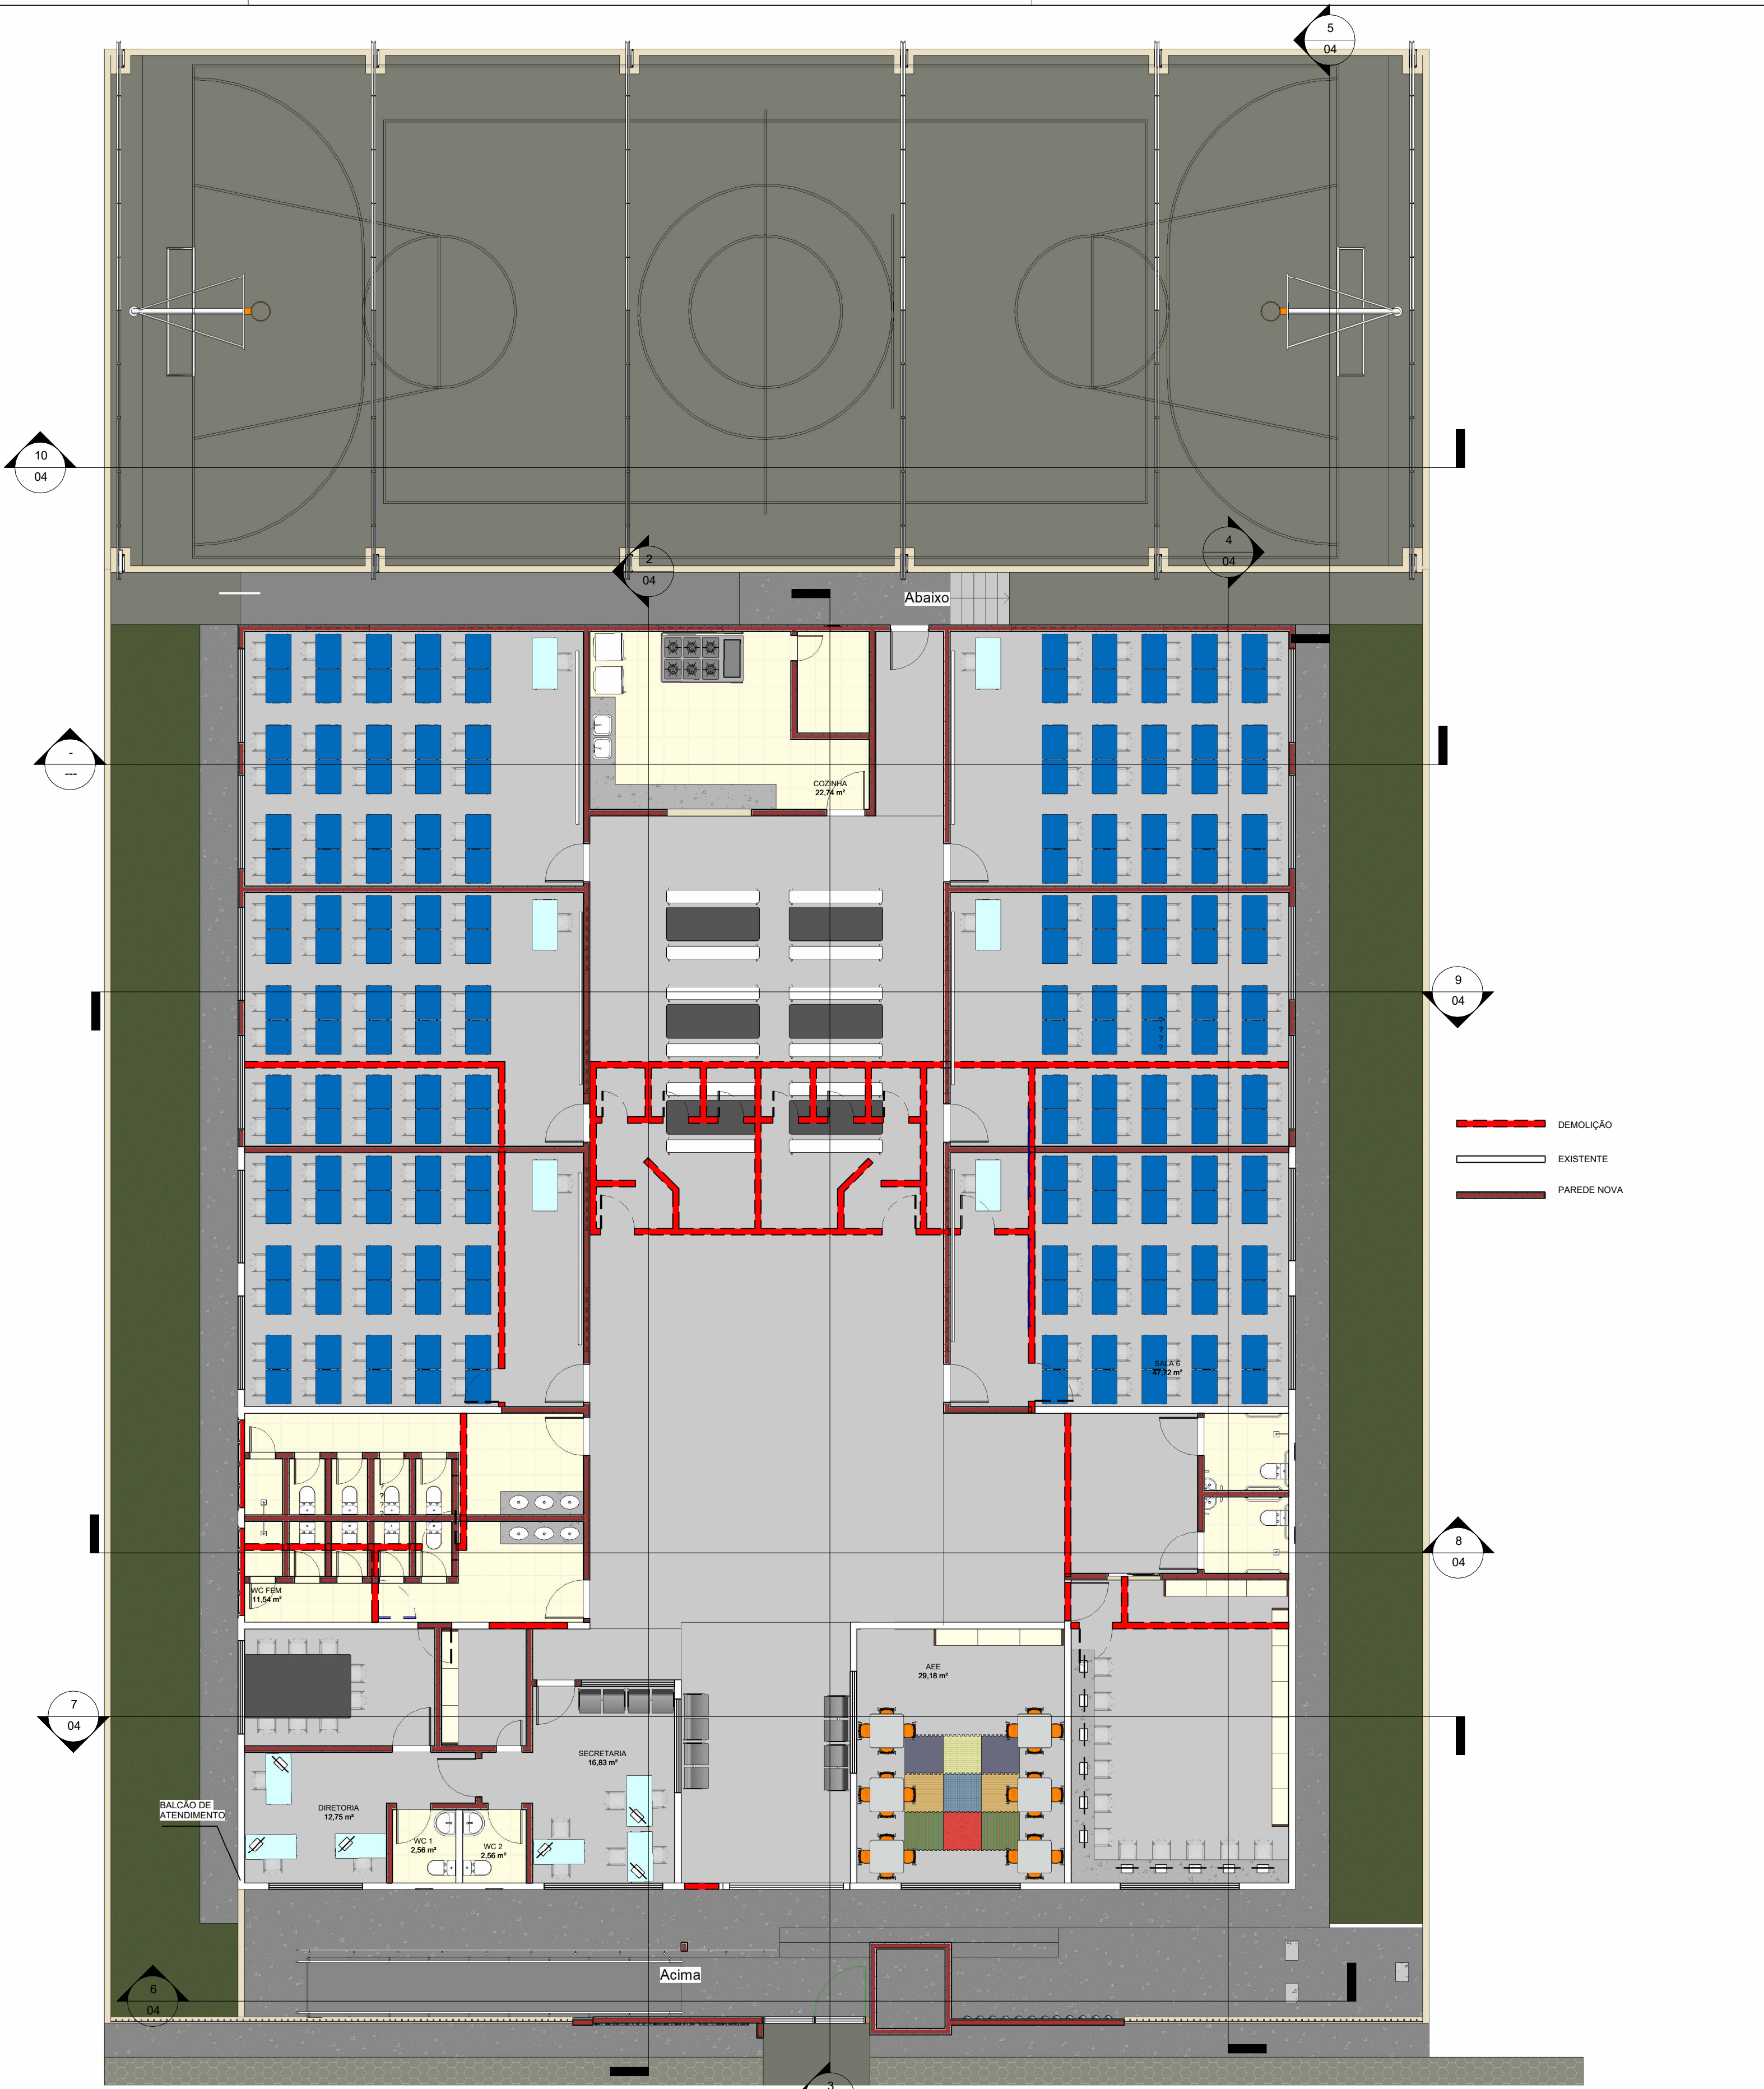 5
04
10
04
2
04
4
04
Abaixo
-
---
COZINHA
22,74 m²
9
04
?
?
?
DEMOLIÇÃO
EXISTENTE
PAREDE NOVA
SALA 6
47,72 m²
?
?
?
?
8
04
WC FEM
11,54 m²
AEE
29,18 m²
7
04
SECRETARIA
16,83 m²
BALCÃO DE
ATENDIMENTO
DIRETORIA
12,75 m²
WC 1
2,56 m²
WC 2
2,56 m²
Acima
6
04
3